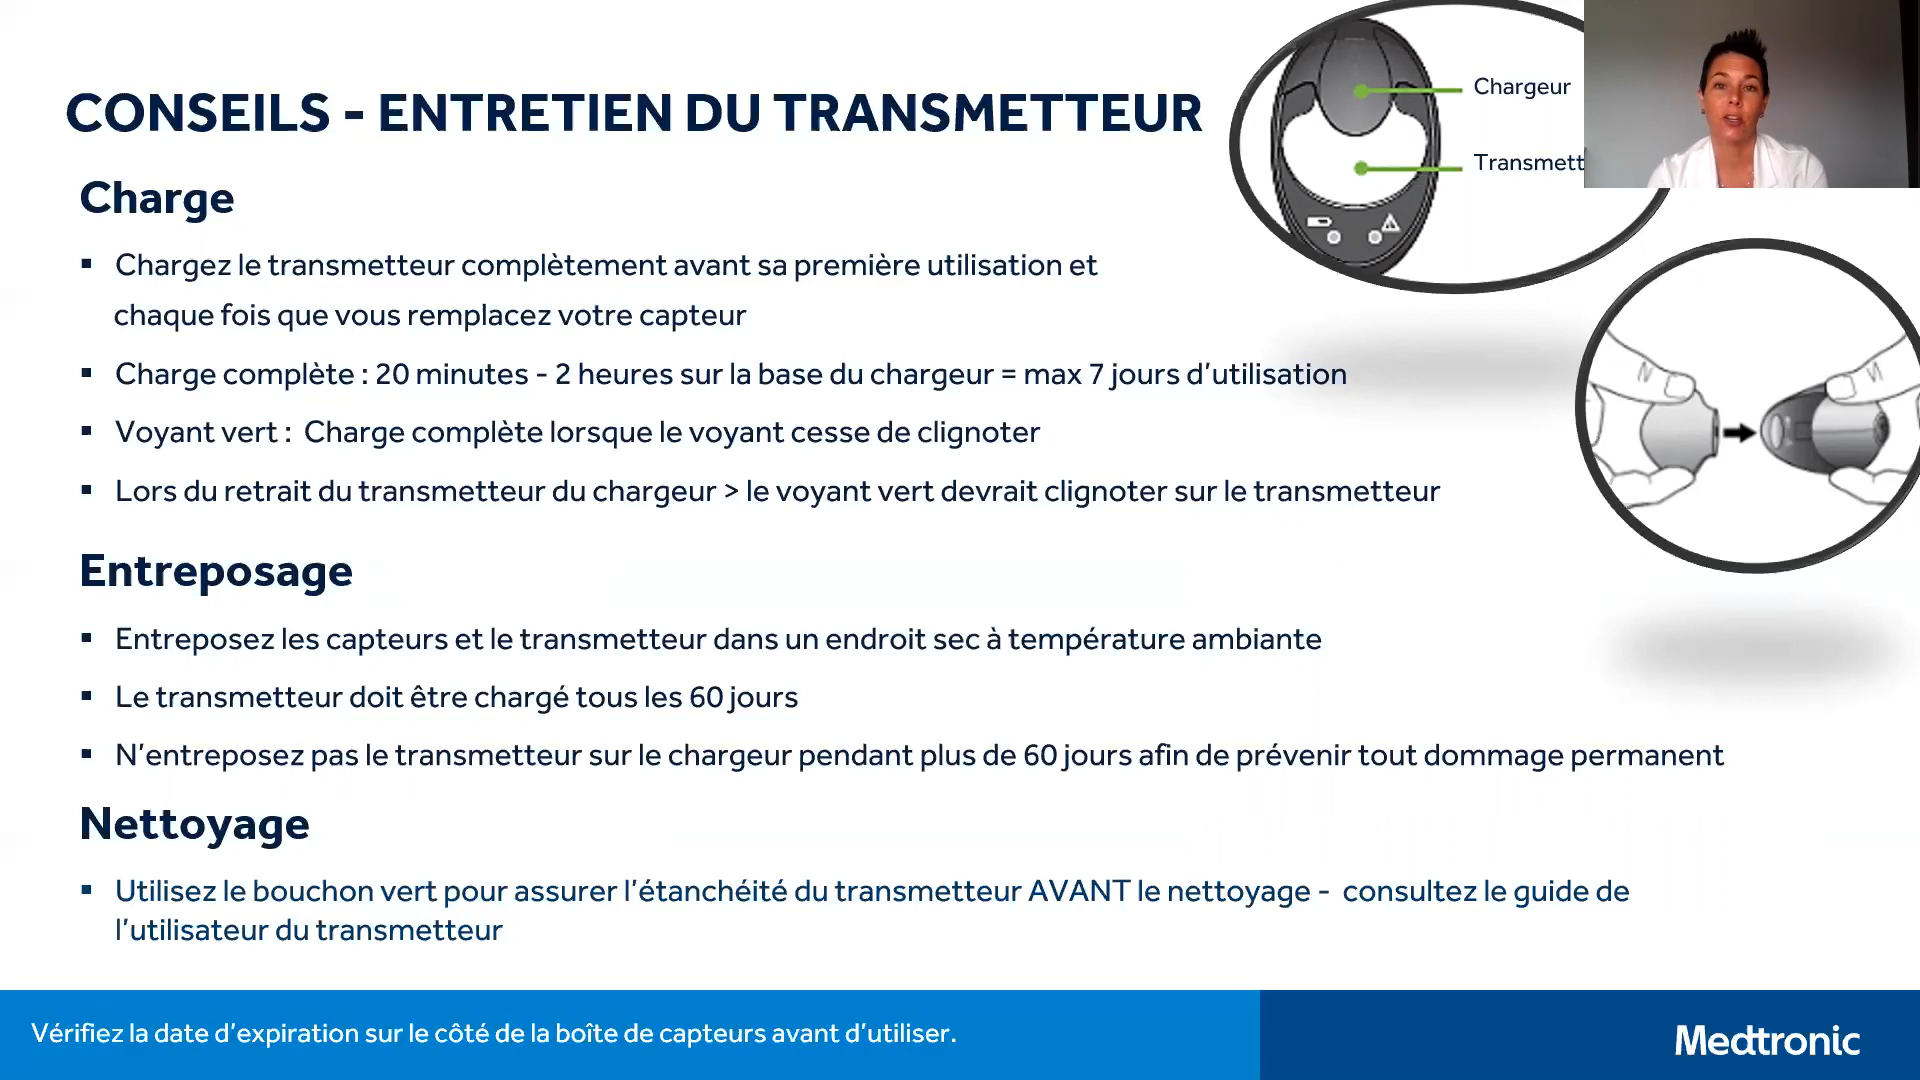 CONSEILS - ENTRETIEN DU TRANSMETTEUR
Chargeur
Transmett
Charge
▪ Chargez le transmetteur complètement avant sa première utilisation et
chaque fois que vous remplacez votre capteur
▪ Charge complète : 20 minutes - 2 heures sur la base du chargeur = max 7 jours d’utilisation
▪ Voyant vert : Charge complète lorsque le voyant cesse de clignoter
▪ Lors du retrait du transmetteur du chargeur > le voyant vert devrait clignoter sur le transmetteur
Entreposage
▪ Entreposez les capteurs et le transmetteur dans un endroit sec à température ambiante
▪ Le transmetteur doit être chargé tous les 60 jours
▪ N’entreposez pas le transmetteur sur le chargeur pendant plus de 60 jours afin de prévenir tout dommage permanent
Nettoyage
▪ Utilisez le bouchon vert pour assurer l’étanchéité du transmetteur AVANT le nettoyage - consultez le guide de
l’utilisateur du transmetteur
Vérifiez la date d’expiration sur le côté de la boîte de capteurs avant d’utiliser.
Medtronic